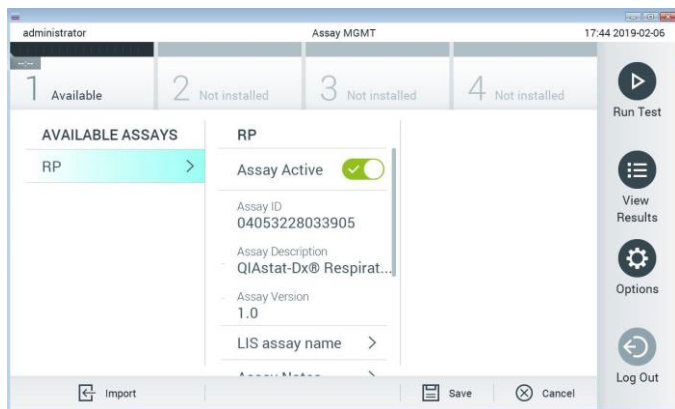 administrator Assay MGMT 17:44 2019-02-06
1 Available 2 Not installed 3 Not installed 4 Not installed
Run Test
AVAILABLE ASSAYS RP
RP Assay Active
View
Results
Assay ID
04053228033905
Assay Description
QIAstat-Dx® Respirat...
Options
Assay Version
1.0
LIS assay name
Assay Notes
Log Out
Import Save Cancel